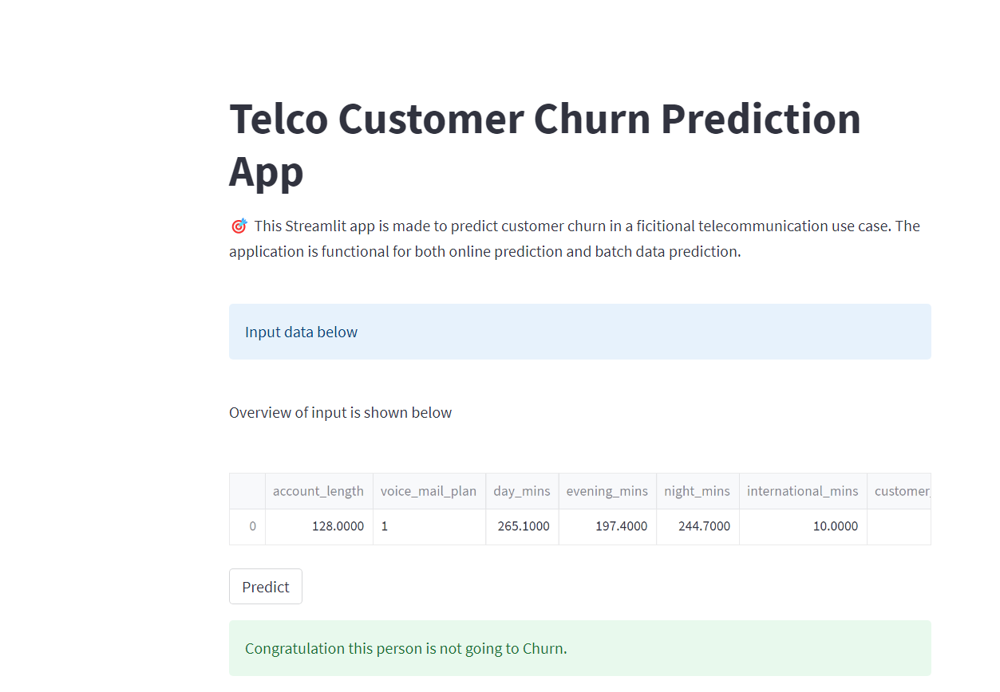 Telco Customer Churn Prediction
App
🎯 This Streamlit app is made to predict customer churn in a ficitional telecommunication use case. The
application is functional for both online prediction and batch data prediction.
Input data below
Overview of input is shown below
account_length voice_mail_plan day_mins evening_mins night_mins international_mins customer_
0 128.0000 1 265.1000 197.4000 244.7000 10.0000
Predict
Congratulation this person is not going to Churn.